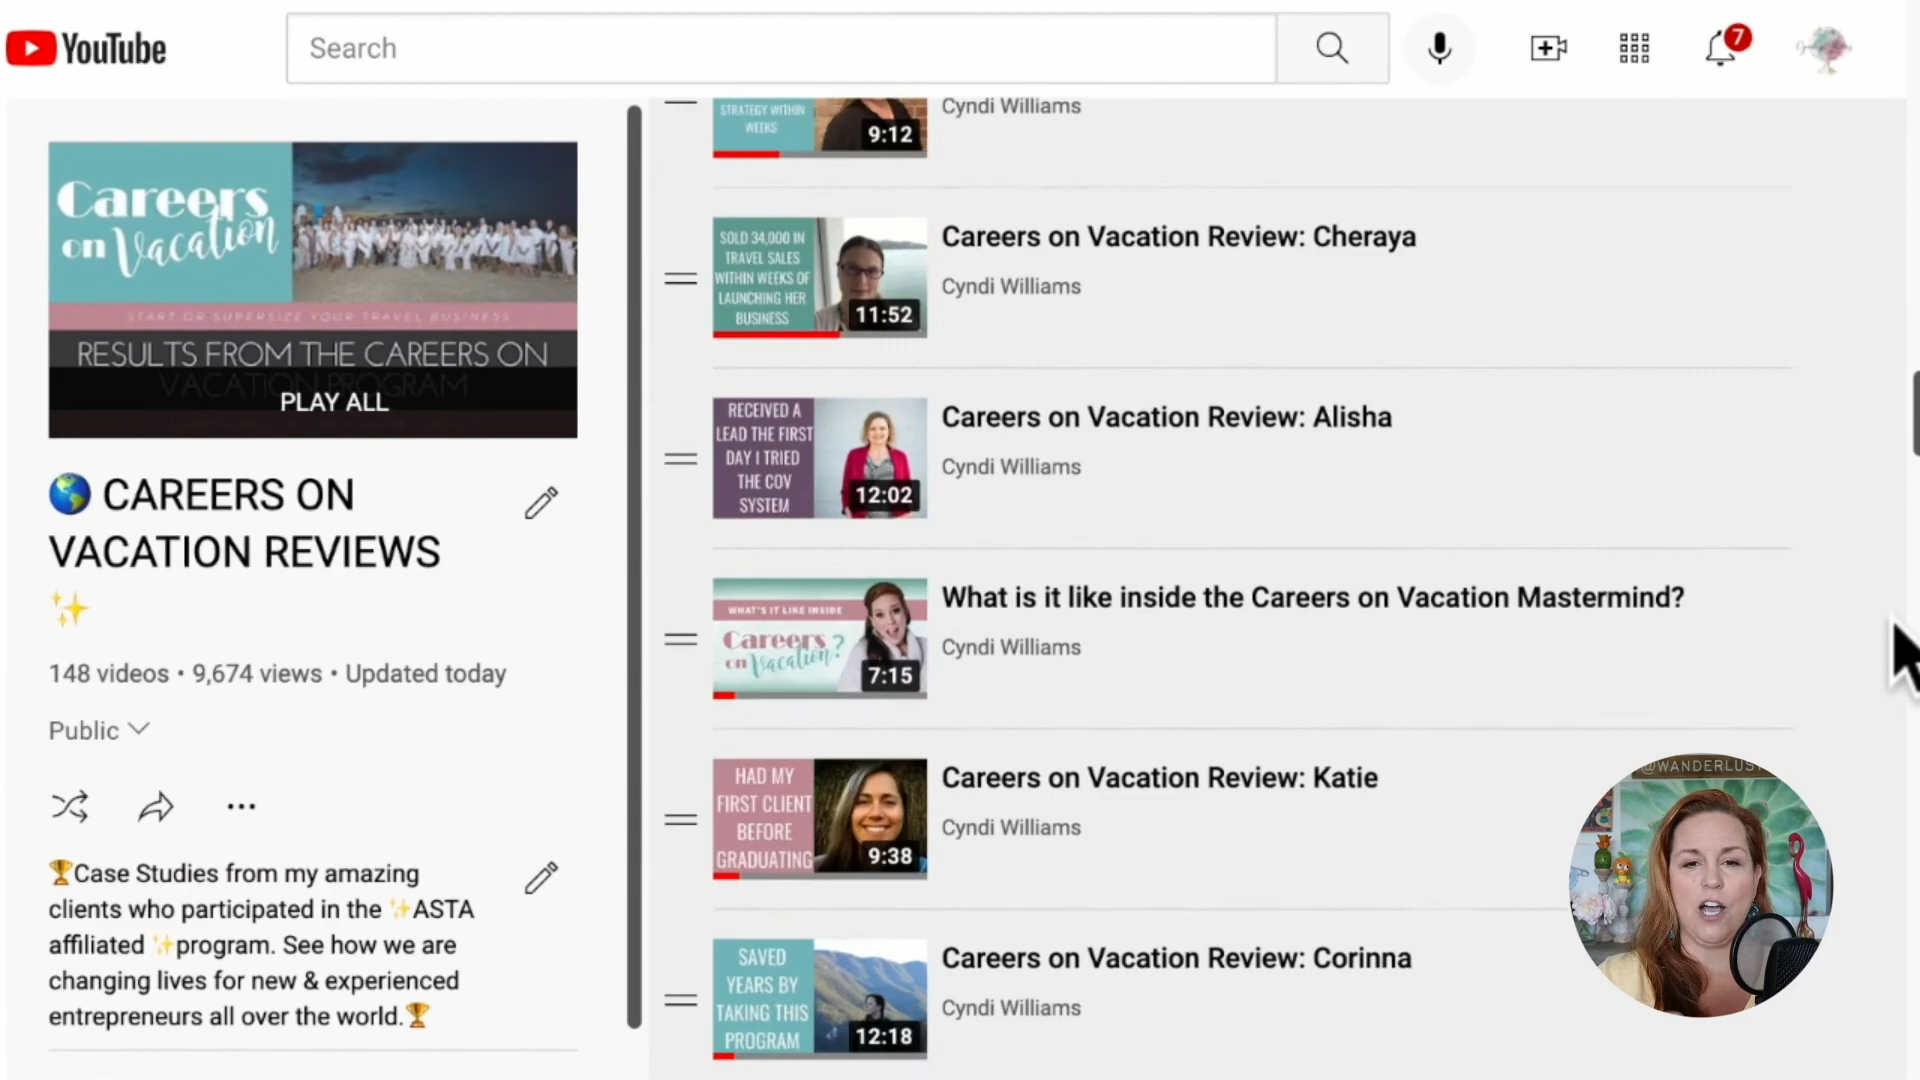 YouTube
Search
7
Careers
on Vacation
START OR SUPERSIZE YOUR TRAVEL BUSINESS
RESULTS FROM THE CAREERS ON
VACATION PROGRAM
PLAY ALL
🌎 CAREERS ON
VACATION REVIEWS
✨
148 videos • 9,674 views • Updated today
Public
🏆Case Studies from my amazing
clients who participated in the ✨ASTA
affiliated ✨program. See how we are
changing lives for new & experienced
entrepreneurs all over the world.🏆
STRATEGY WITHIN
WEEKS
9:12
Cyndi Williams
SOLD 34,000 IN
TRAVEL SALES
WITHIN WEEKS OF
LAUNCHING HER
BUSINESS
11:52
Careers on Vacation Review: Cheraya
Cyndi Williams
RECEIVED A
LEAD THE FIRST
DAY I TRIED
THE COV
SYSTEM
12:02
Careers on Vacation Review: Alisha
Cyndi Williams
WHAT'S IT LIKE INSIDE
Careers
on Vacation?
7:15
What is it like inside the Careers on Vacation Mastermind?
Cyndi Williams
HAD MY
FIRST CLIENT
BEFORE
GRADUATING
9:38
Careers on Vacation Review: Katie
Cyndi Williams
SAVED
YEARS BY
TAKING THIS
PROGRAM
12:18
Careers on Vacation Review: Corinna
Cyndi Williams
@WANDERLUST